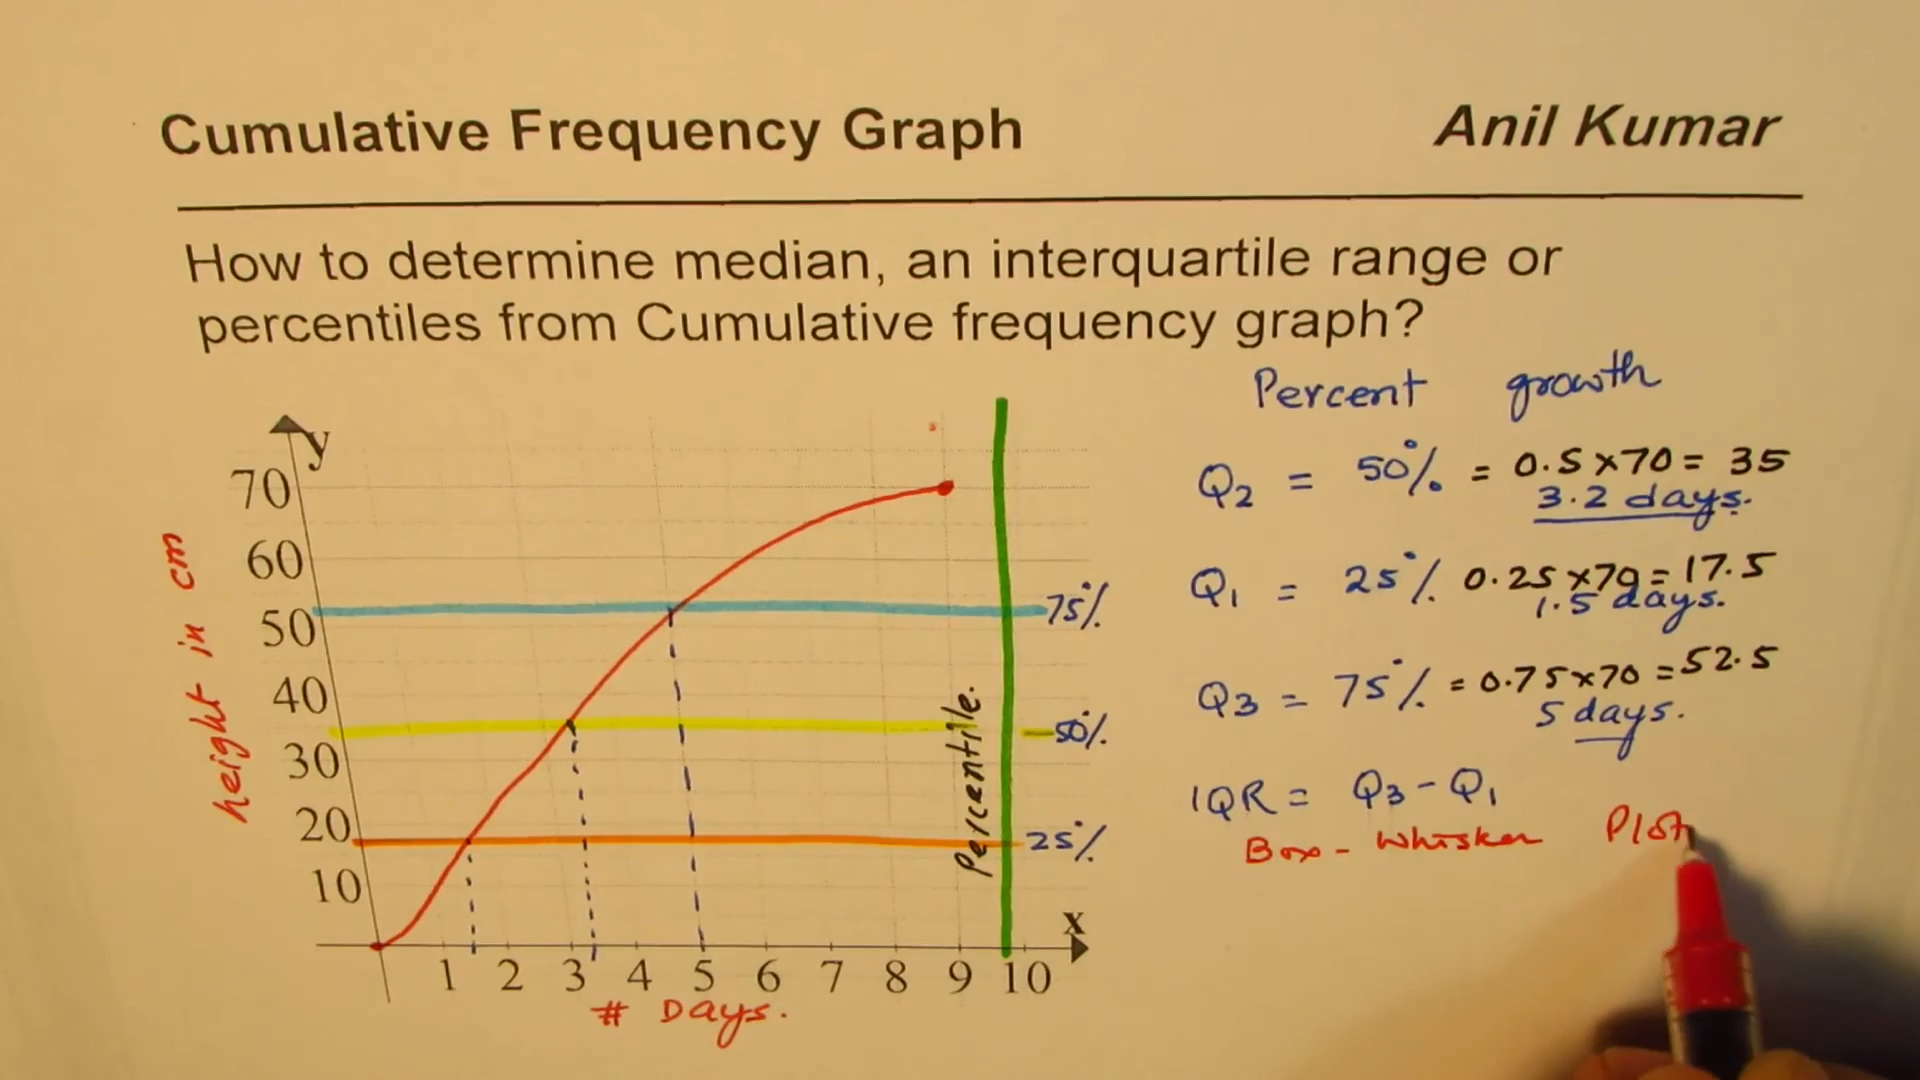 Cumulative Frequency Graph
Anil Kumar
How to determine median, an interquartile range or
percentiles from Cumulative frequency graph?
Percent growth
Q2 = 50% = 0.5 x 70 = 35
3.2 days.
Q1 = 25% 0.25 x 70 = 17.5
1.5 days.
Q3 = 75% = 0.75 x 70 = 52.5
5 days.
IQR = Q3 - Q1
Box - Whisker Plot
y
70
60
50
40
30
20
10
height in cm
75%
50%
25%
Percentile.
x
1 2 3 4 5 6 7 8 9 10
# Days.